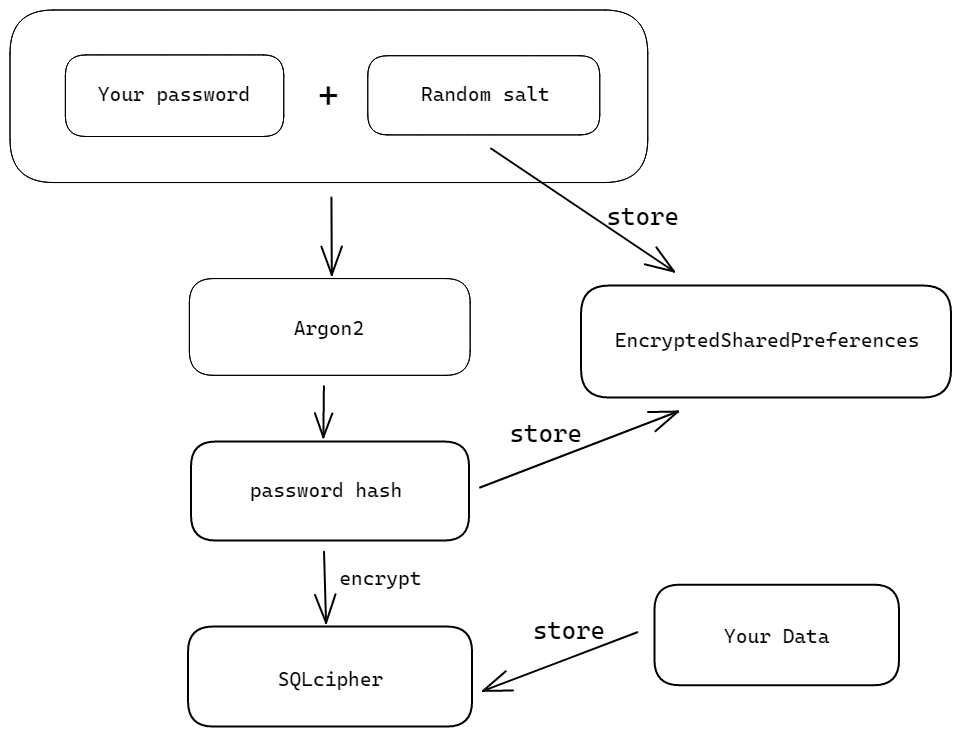 Your password
+
Random salt
store
Argon2
EncryptedSharedPreferences
store
password hash
encrypt
store
Your Data
SQLcipher